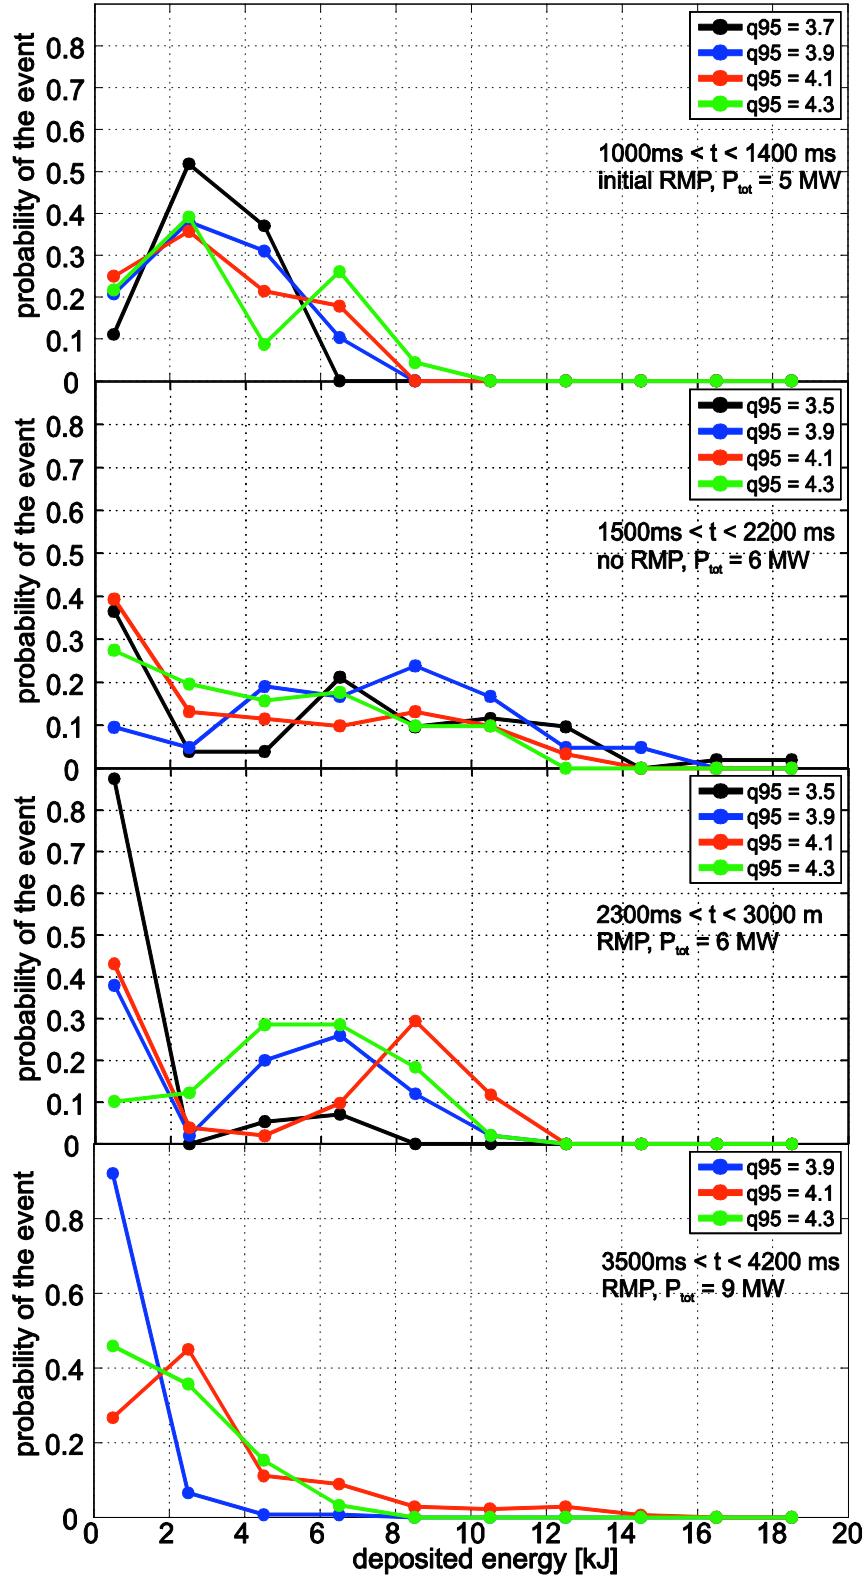 probability of the event
0.8
0.7
0.6
0.5
0.4
0.3
0.2
0.1
0
q95 = 3.7
q95 = 3.9
q95 = 4.1
q95 = 4.3
1000ms < t < 1400 ms
initial RMP, Ptot = 5 MW
probability of the event
0.8
0.7
0.6
0.5
0.4
0.3
0.2
0.1
0
q95 = 3.5
q95 = 3.9
q95 = 4.1
q95 = 4.3
1500ms < t < 2200 ms
no RMP, Ptot = 6 MW
probability of the event
0.8
0.7
0.6
0.5
0.4
0.3
0.2
0.1
0
q95 = 3.5
q95 = 3.9
q95 = 4.1
q95 = 4.3
2300ms < t < 3000 m
RMP, Ptot = 6 MW
probability of the event
0.8
0.6
0.4
0.2
0
q95 = 3.9
q95 = 4.1
q95 = 4.3
3500ms < t < 4200 ms
RMP, Ptot = 9 MW
0 2 4 6 8 10 12 14 16 18 20
deposited energy [kJ]